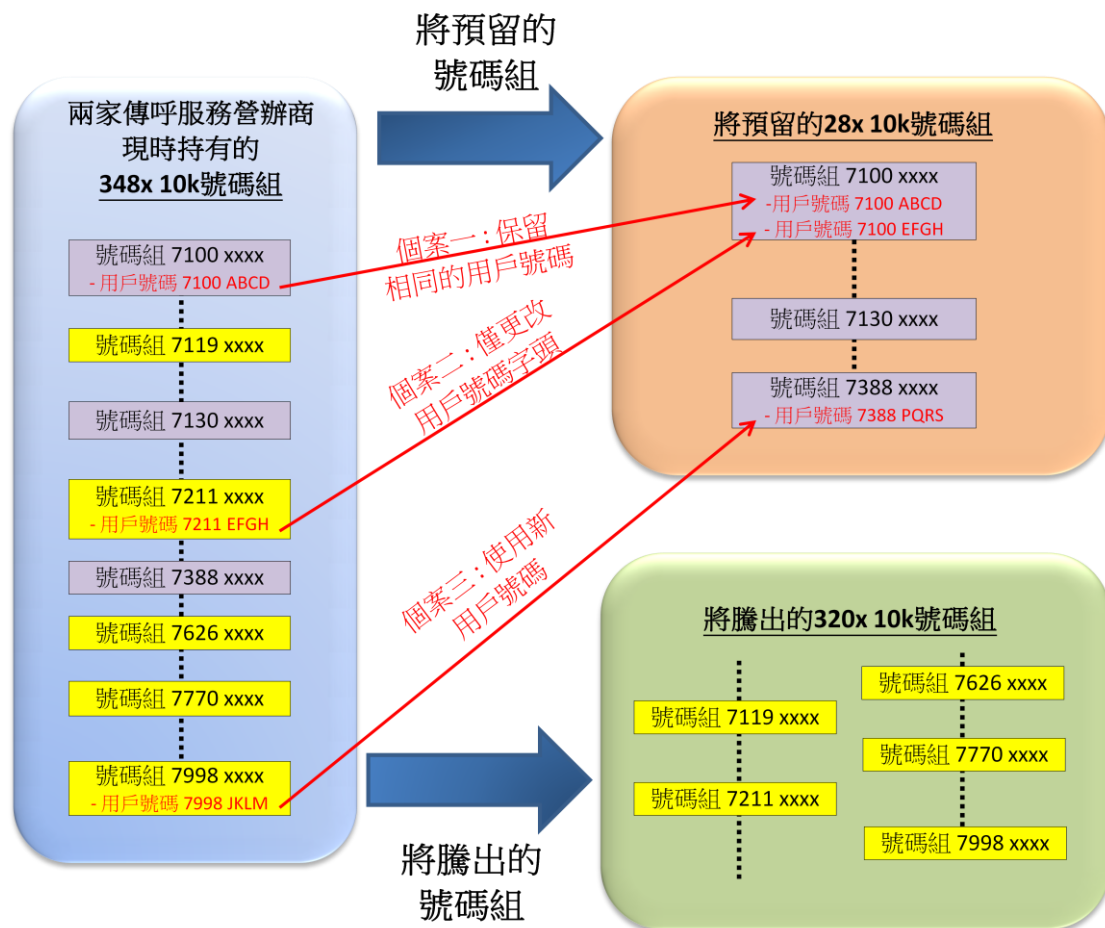 將預留的
號碼組
兩家傳呼服務營辦商
現時持有的
348x 10k號碼組
號碼組 7100 xxxx
- 用戶號碼 7100 ABCD
號碼組 7119 xxxx
號碼組 7130 xxxx
號碼組 7211 xxxx
- 用戶號碼 7211 EFGH
號碼組 7388 xxxx
號碼組 7626 xxxx
號碼組 7770 xxxx
號碼組 7998 xxxx
- 用戶號碼 7998 JKLM
個案一 : 保留
相同的用戶號碼
個案二 : 僅更改
用戶號碼字頭
個案三 : 使用新
用戶號碼
將預留的28x 10k號碼組
號碼組 7100 xxxx
-用戶號碼 7100 ABCD
- 用戶號碼 7100 EFGH
號碼組 7130 xxxx
號碼組 7388 xxxx
- 用戶號碼 7388 PQRS
將騰出的
號碼組
將騰出的320x 10k號碼組
號碼組 7119 xxxx
號碼組 7211 xxxx
號碼組 7626 xxxx
號碼組 7770 xxxx
號碼組 7998 xxxx